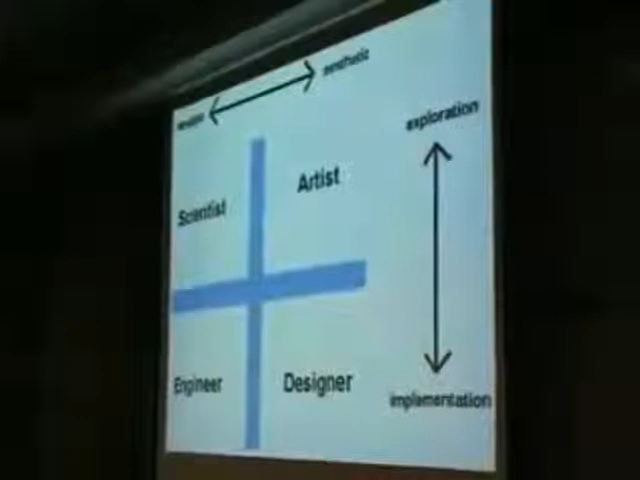 aesthetic
exploration
Artist
Scientist
Engineer
Designer
implementation